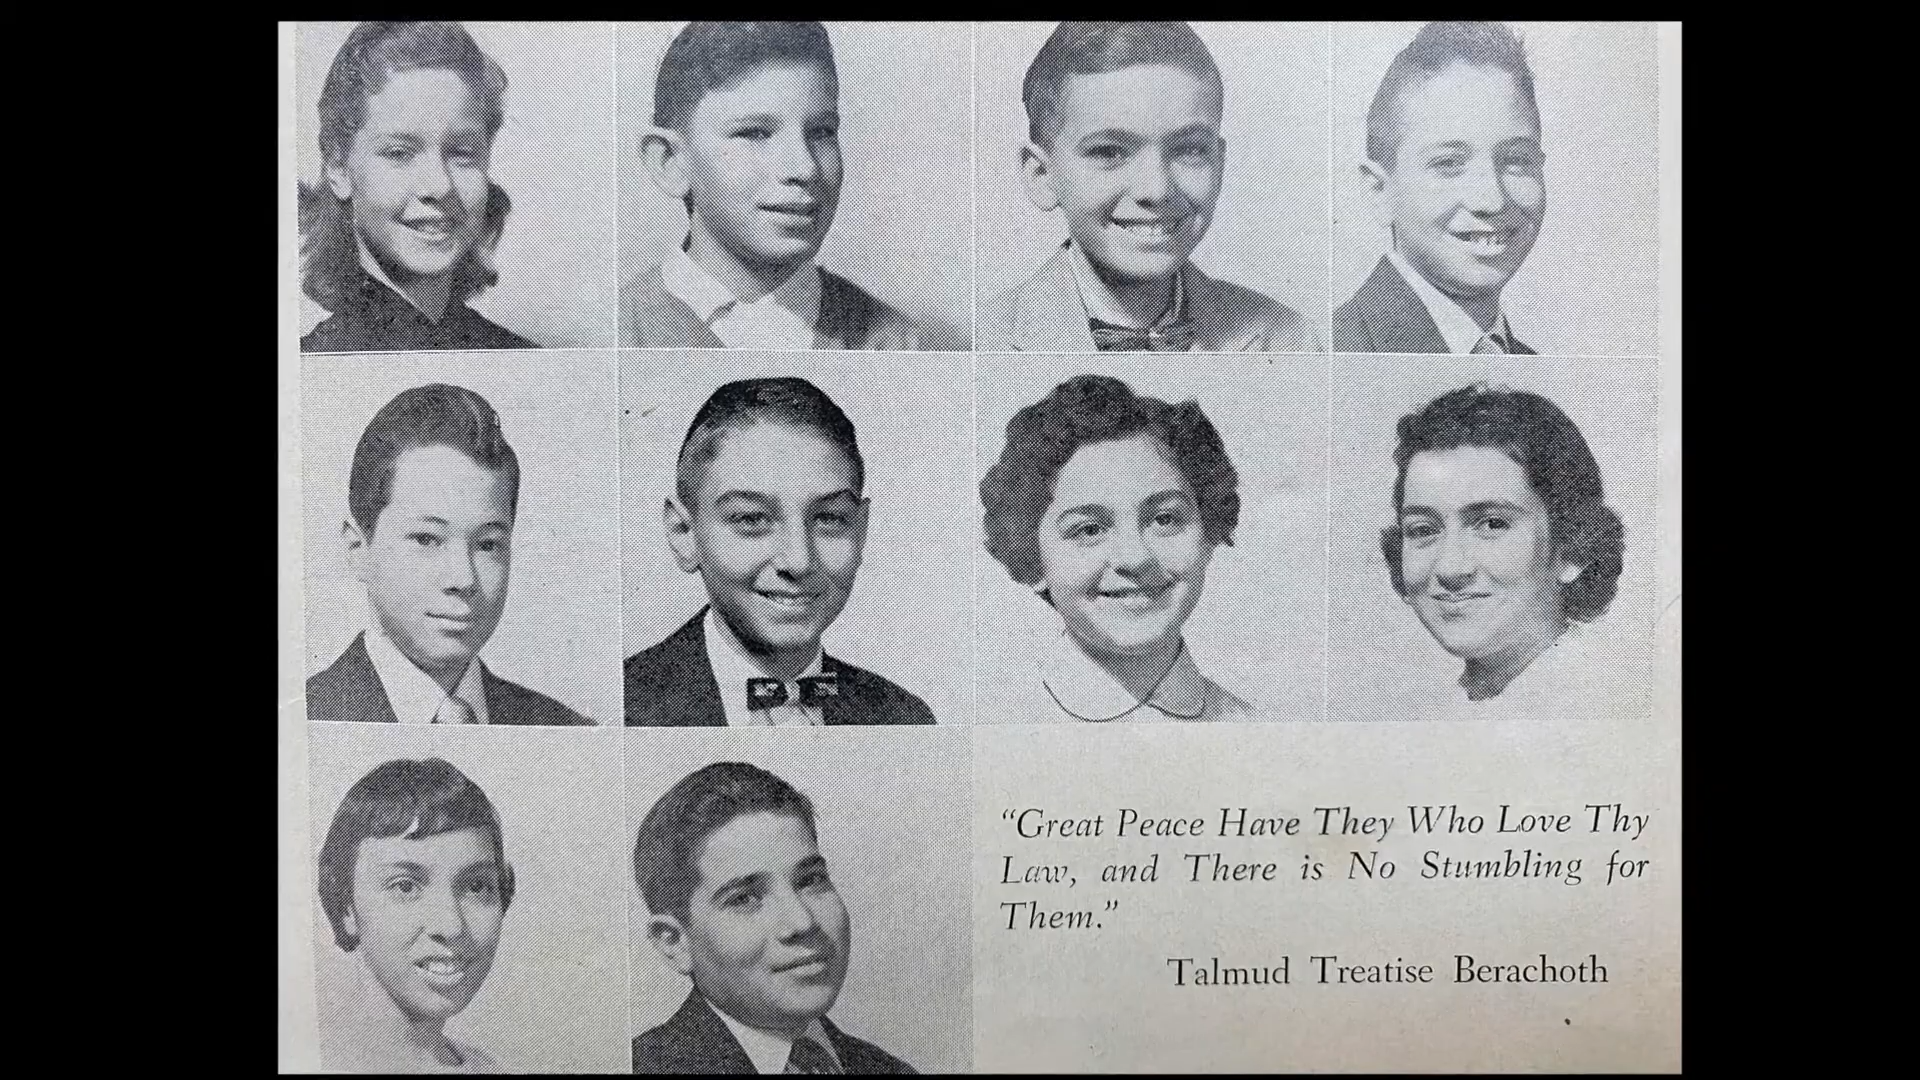 “Great Peace Have They Who Love Thy
Law, and There is No Stumbling for
Them.”
Talmud Treatise Berachoth